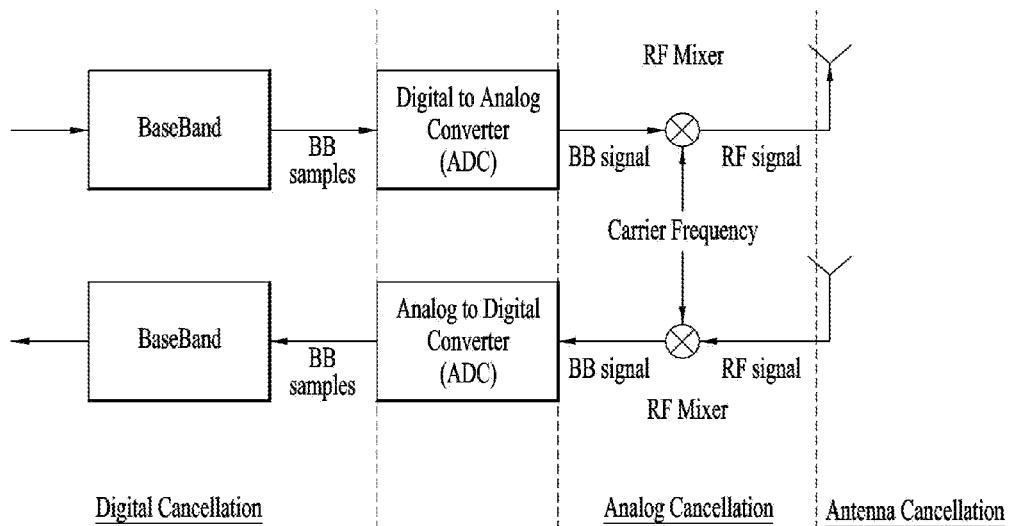 RF Mixer
BaseBand
BB
samples
Digital to Analog
Converter
(ADC)
BB signal
RF signal
Carrier Frequency
BaseBand
BB
samples
Analog to Digital
Converter
(ADC)
BB signal
RF signal
RF Mixer
Digital Cancellation
Analog Cancellation
Antenna Cancellation